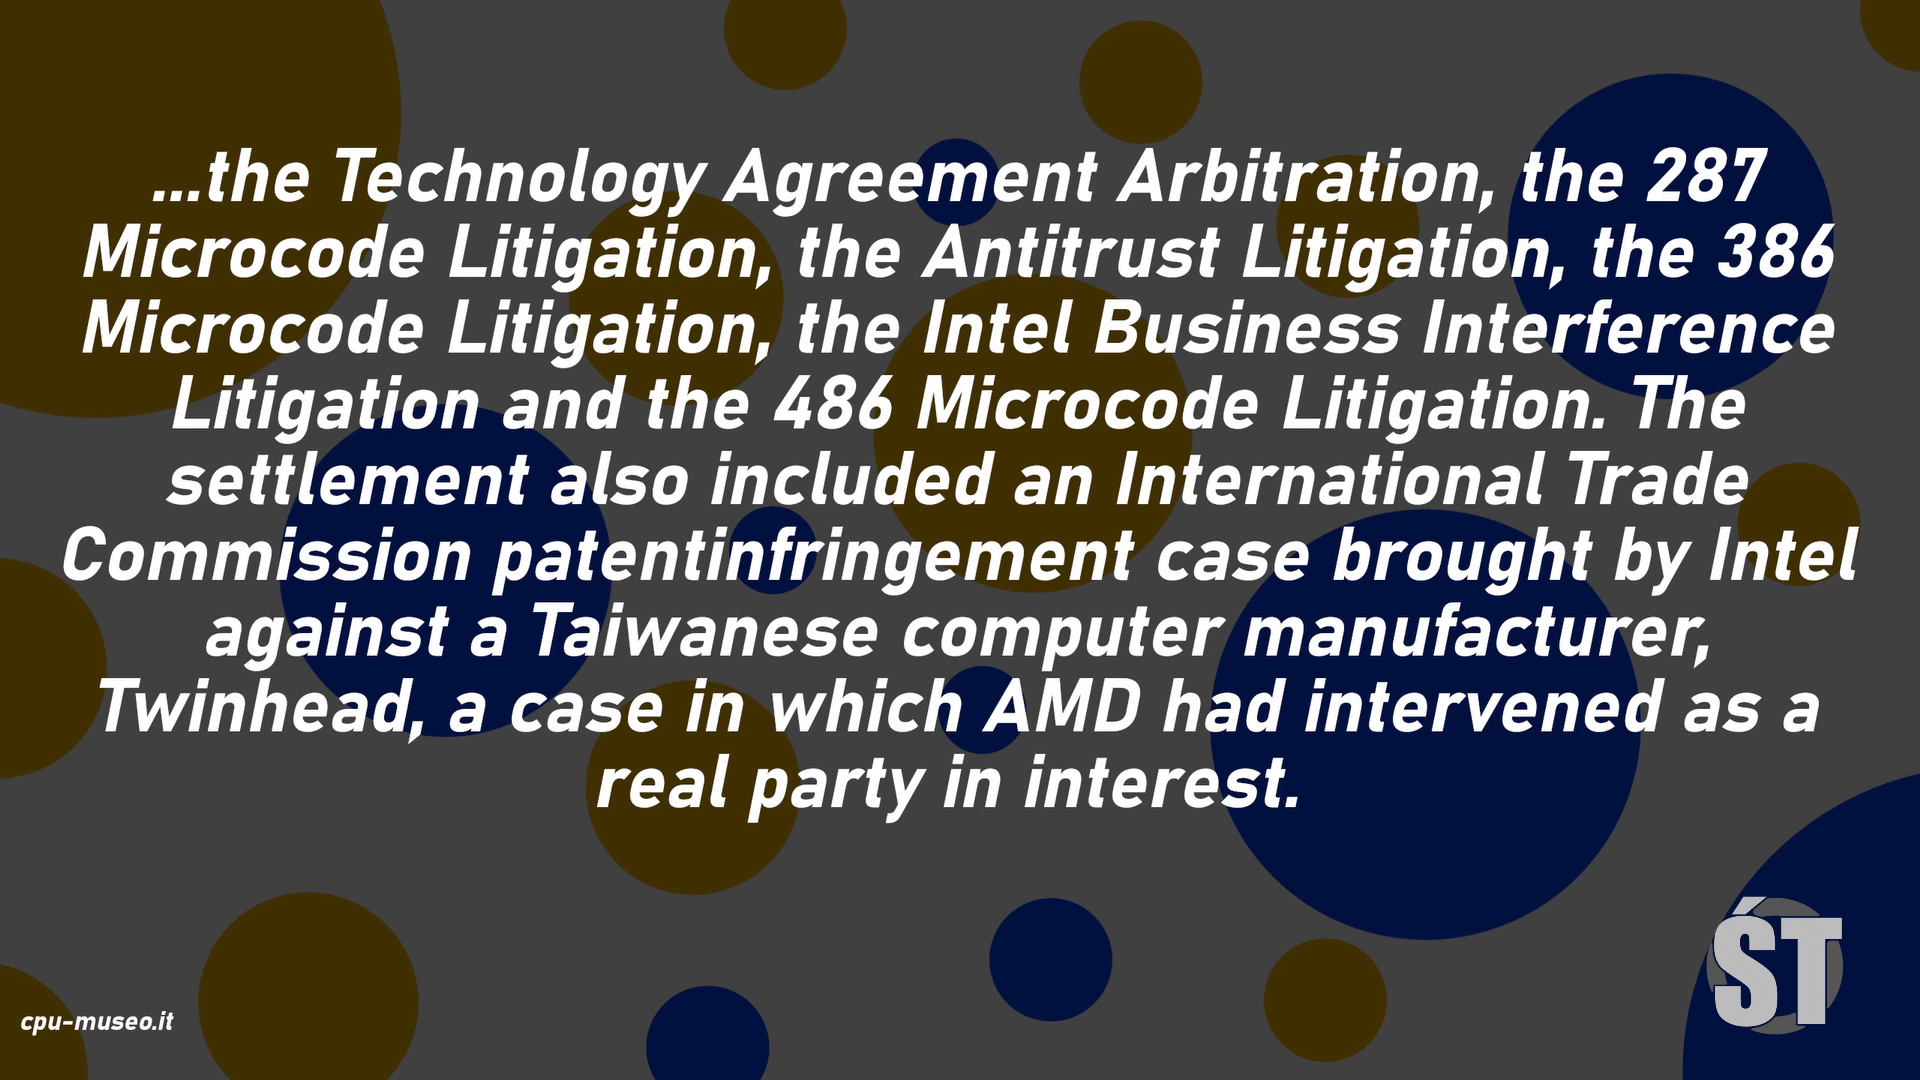 ...the Technology Agreement Arbitration, the 287
Microcode Litigation, the Antitrust Litigation, the 386
Microcode Litigation, the Intel Business Interference
Litigation and the 486 Microcode Litigation. The
settlement also included an International Trade
Commission patentinfringement case brought by Intel
against a Taiwanese computer manufacturer,
Twinhead, a case in which AMD had intervened as a
real party in interest.
cpu-museo.it
ŚT